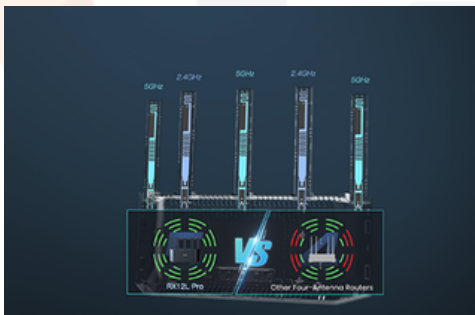 2.4GHz 2.4GHz
5GHz 5GHz 5GHz
VS
RX12L Pro Other Four-Antenna Routers